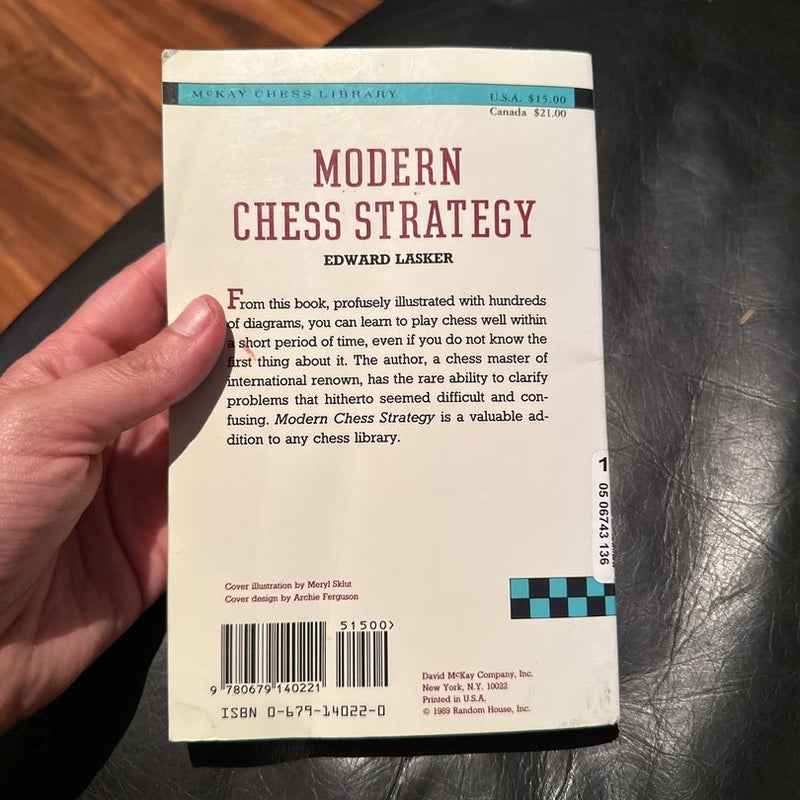 McKAY CHESS LIBRARY
U.S.A. $15.00
Canada $21.00
MODERN
CHESS STRATEGY
EDWARD LASKER
From this book, profusely illustrated with hundreds
of diagrams, you can learn to play chess well within
a short period of time, even if you do not know the
first thing about it. The author, a chess master of
international renown, has the rare ability to clarify
problems that hitherto seemed difficult and con-
fusing. Modern Chess Strategy is a valuable ad-
dition to any chess library.
1
05 06743 136
Cover illustration by Meryl Sklut
Cover design by Archie Ferguson
51500>
9 780679 140221
ISBN 0-679-14022-0
David McKay Company, Inc.
New York, N.Y. 10022
Printed in U.S.A.
© 1989 Random House, Inc.